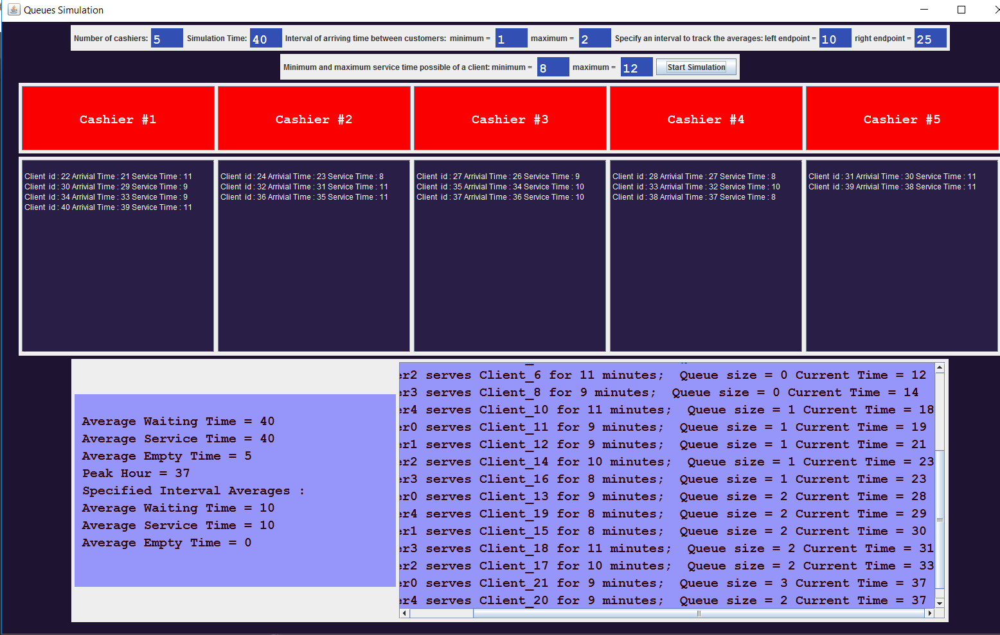 Queues Simulation
Number of cashiers: 5 Simulation Time: 40 Interval of arriving time between customers: minimum = 1 maximum = 2 Specify an interval to track the averages: left endpoint = 10 right endpoint = 25
Minimum and maximum service time possible of a client: minimum = 8 maximum = 12 Start Simulation
Cashier #1 Cashier #2 Cashier #3 Cashier #4 Cashier #5
Client id : 22 Arrivial Time : 21 Service Time : 11
Client id : 30 Arrivial Time : 29 Service Time : 9
Client id : 34 Arrivial Time : 33 Service Time : 9
Client id : 40 Arrivial Time : 39 Service Time : 11
Client id : 24 Arrivial Time : 23 Service Time : 8
Client id : 32 Arrivial Time : 31 Service Time : 11
Client id : 36 Arrivial Time : 35 Service Time : 11
Client id : 27 Arrivial Time : 26 Service Time : 9
Client id : 35 Arrivial Time : 34 Service Time : 10
Client id : 37 Arrivial Time : 36 Service Time : 10
Client id : 28 Arrivial Time : 27 Service Time : 8
Client id : 33 Arrivial Time : 32 Service Time : 10
Client id : 38 Arrivial Time : 37 Service Time : 8
Client id : 31 Arrivial Time : 30 Service Time : 11
Client id : 39 Arrivial Time : 38 Service Time : 11
Average Waiting Time = 40
Average Service Time = 40
Average Empty Time = 5
Peak Hour = 37
Specified Interval Averages :
Average Waiting Time = 10
Average Service Time = 10
Average Empty Time = 0
er2 serves Client_6 for 11 minutes; Queue size = 0 Current Time = 12
er3 serves Client_8 for 9 minutes; Queue size = 0 Current Time = 14
er4 serves Client_10 for 11 minutes; Queue size = 1 Current Time = 18
er0 serves Client_11 for 9 minutes; Queue size = 1 Current Time = 19
er1 serves Client_12 for 9 minutes; Queue size = 1 Current Time = 21
er2 serves Client_14 for 10 minutes; Queue size = 1 Current Time = 23
er3 serves Client_16 for 8 minutes; Queue size = 1 Current Time = 23
er0 serves Client_13 for 9 minutes; Queue size = 2 Current Time = 28
er4 serves Client_19 for 8 minutes; Queue size = 2 Current Time = 29
er1 serves Client_15 for 8 minutes; Queue size = 2 Current Time = 30
er3 serves Client_18 for 11 minutes; Queue size = 2 Current Time = 31
er2 serves Client_17 for 10 minutes; Queue size = 2 Current Time = 33
er0 serves Client_21 for 9 minutes; Queue size = 3 Current Time = 37
er4 serves Client_20 for 9 minutes; Queue size = 2 Current Time = 37